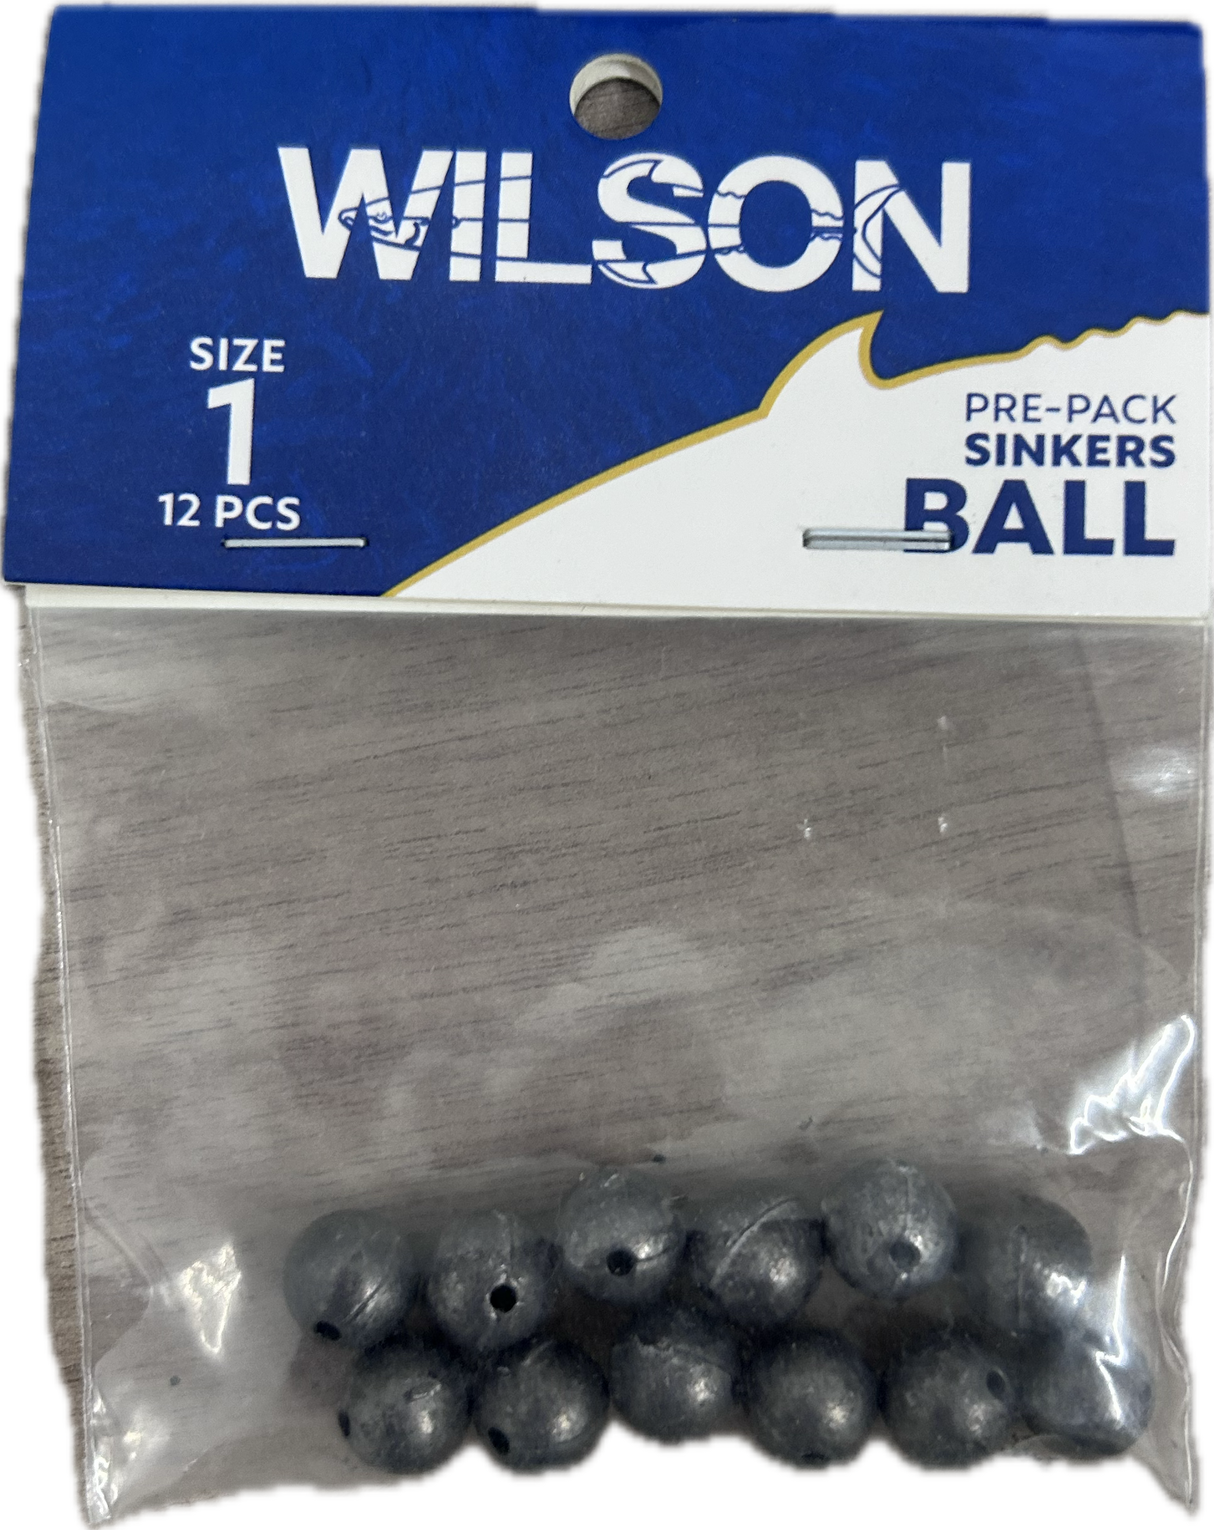 WILSON
SIZE
1
12 PCS
PRE-PACK
SINKERS
BALL